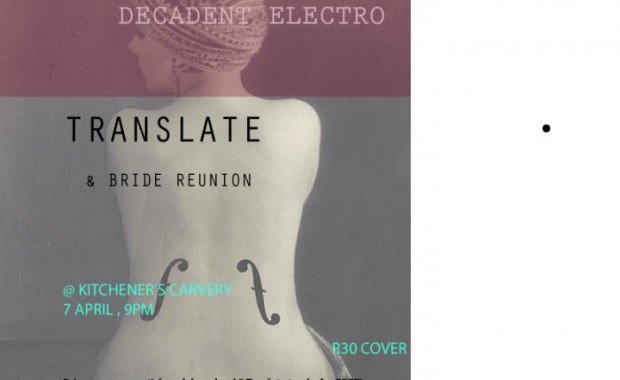 DECADENT ELECTRO
TRANSLATE
& BRIDE REUNION
@ KITCHENER'S CARVERY
7 APRIL , 9PM
R30 COVER